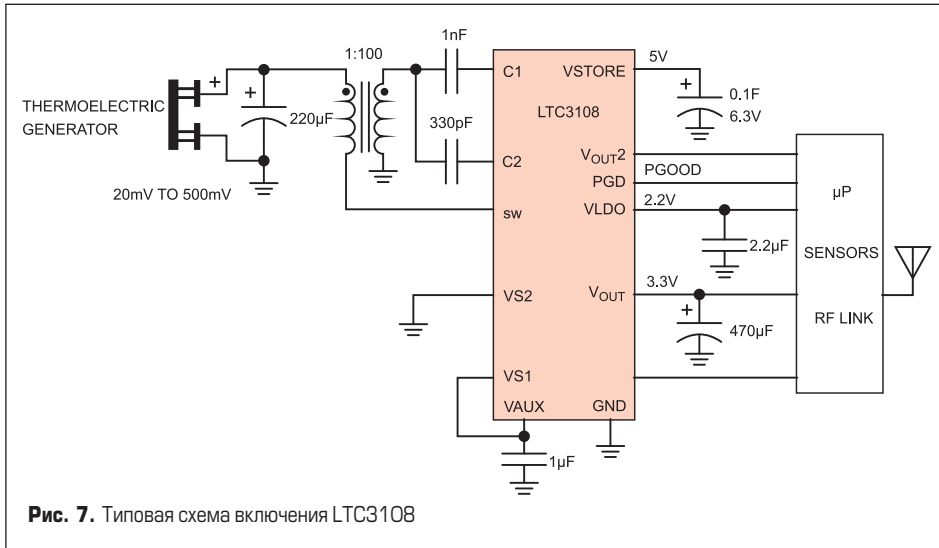 THERMOELECTRIC
GENERATOR
20mV TO 500mV
+
+
220µF
1:100
1nF
330pF
C1
C2
sw
VS2
VS1
VAUX
1µF
VSTORE
LTC3108
VOUT2
PGD
VLDO
VOUT
GND
5V
+
0.1F
6.3V
PGOOD
2.2V
2.2µF
3.3V
+
470µF
µP
SENSORS
RF LINK
Рис. 7. Типовая схема включения LTC3108